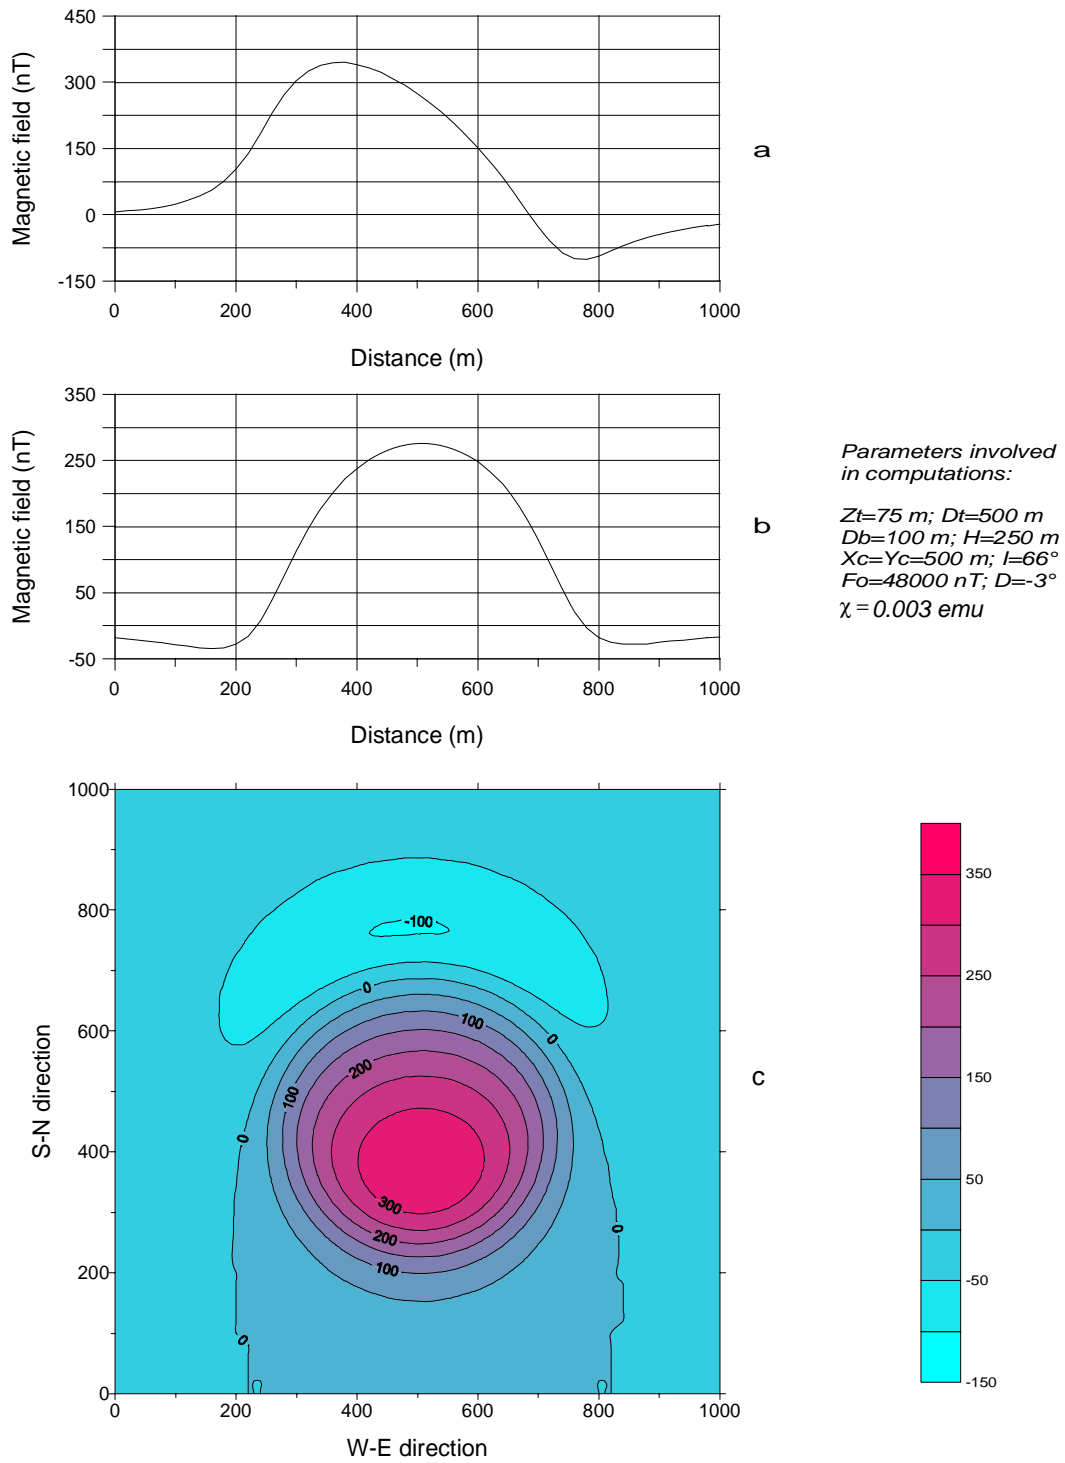 450
300
150
0
-150
Magnetic field (nT)
0 200 400 600 800 1000
Distance (m)
a
350
250
150
50
-50
Magnetic field (nT)
0 200 400 600 800 1000
Distance (m)
b
Parameters involved
in computations:
Zt=75 m; Dt=500 m
Db=100 m; H=250 m
Xc=Yc=500 m; I=66°
Fo=48000 nT; D=-3°
χ = 0.003 emu
1000
800
600
400
200
0
S-N direction
-100
0
100
0
200
100
0
300
200
0
100
0
0 200 400 600 800 1000
W-E direction
c
350
250
150
50
-50
-150